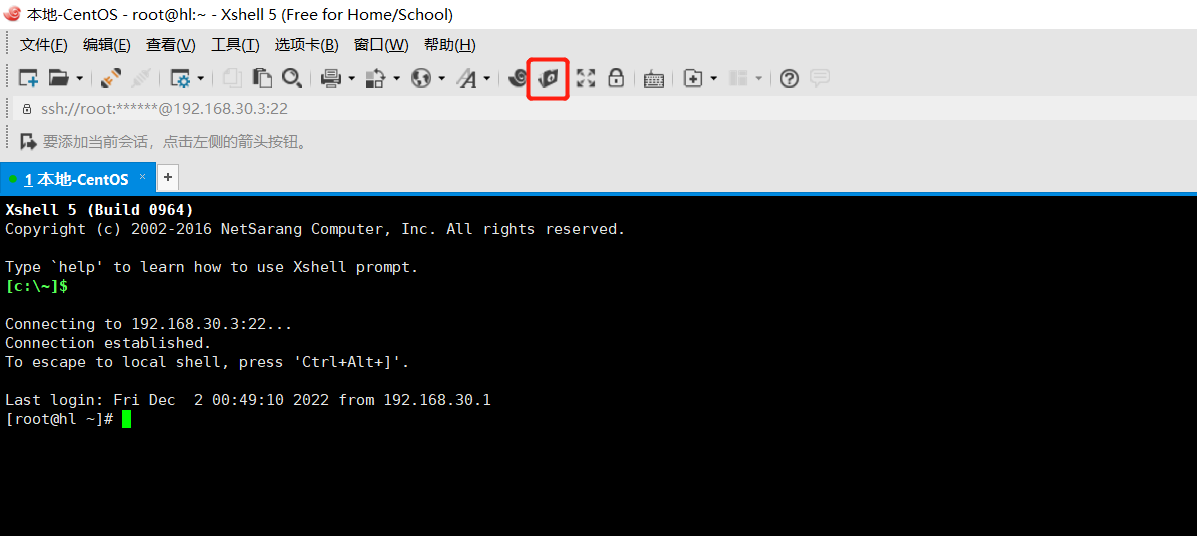 本地-CentOS - root@hl:~ - Xshell 5 (Free for Home/School)
文件(F) 编辑(E) 查看(V) 工具(T) 选项卡(B) 窗口(W) 帮助(H)
ssh://root:******@192.168.30.3:22
要添加当前会话，点击左侧的箭头按钮。
1 本地-CentOS × +
Xshell 5 (Build 0964)
Copyright (c) 2002-2016 NetSarang Computer, Inc. All rights reserved.
Type `help' to learn how to use Xshell prompt.
[c:\~]$
Connecting to 192.168.30.3:22...
Connection established.
To escape to local shell, press 'Ctrl+Alt+]'.
Last login: Fri Dec  2 00:49:10 2022 from 192.168.30.1
[root@hl ~]#